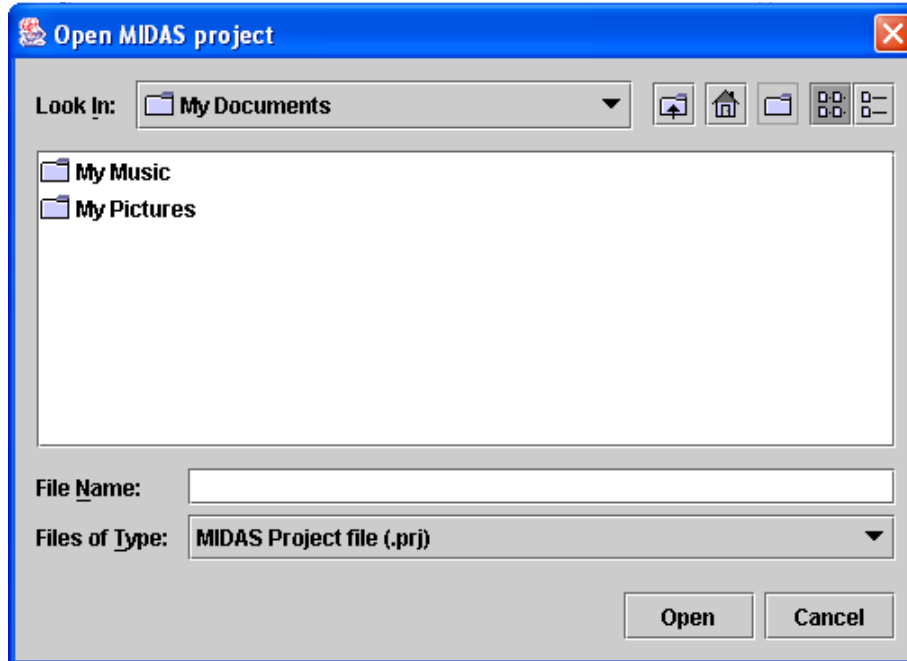 Open MIDAS project
Look In: My Documents
My Music
My Pictures
File Name:
Files of Type: MIDAS Project file (.prj)
Open Cancel